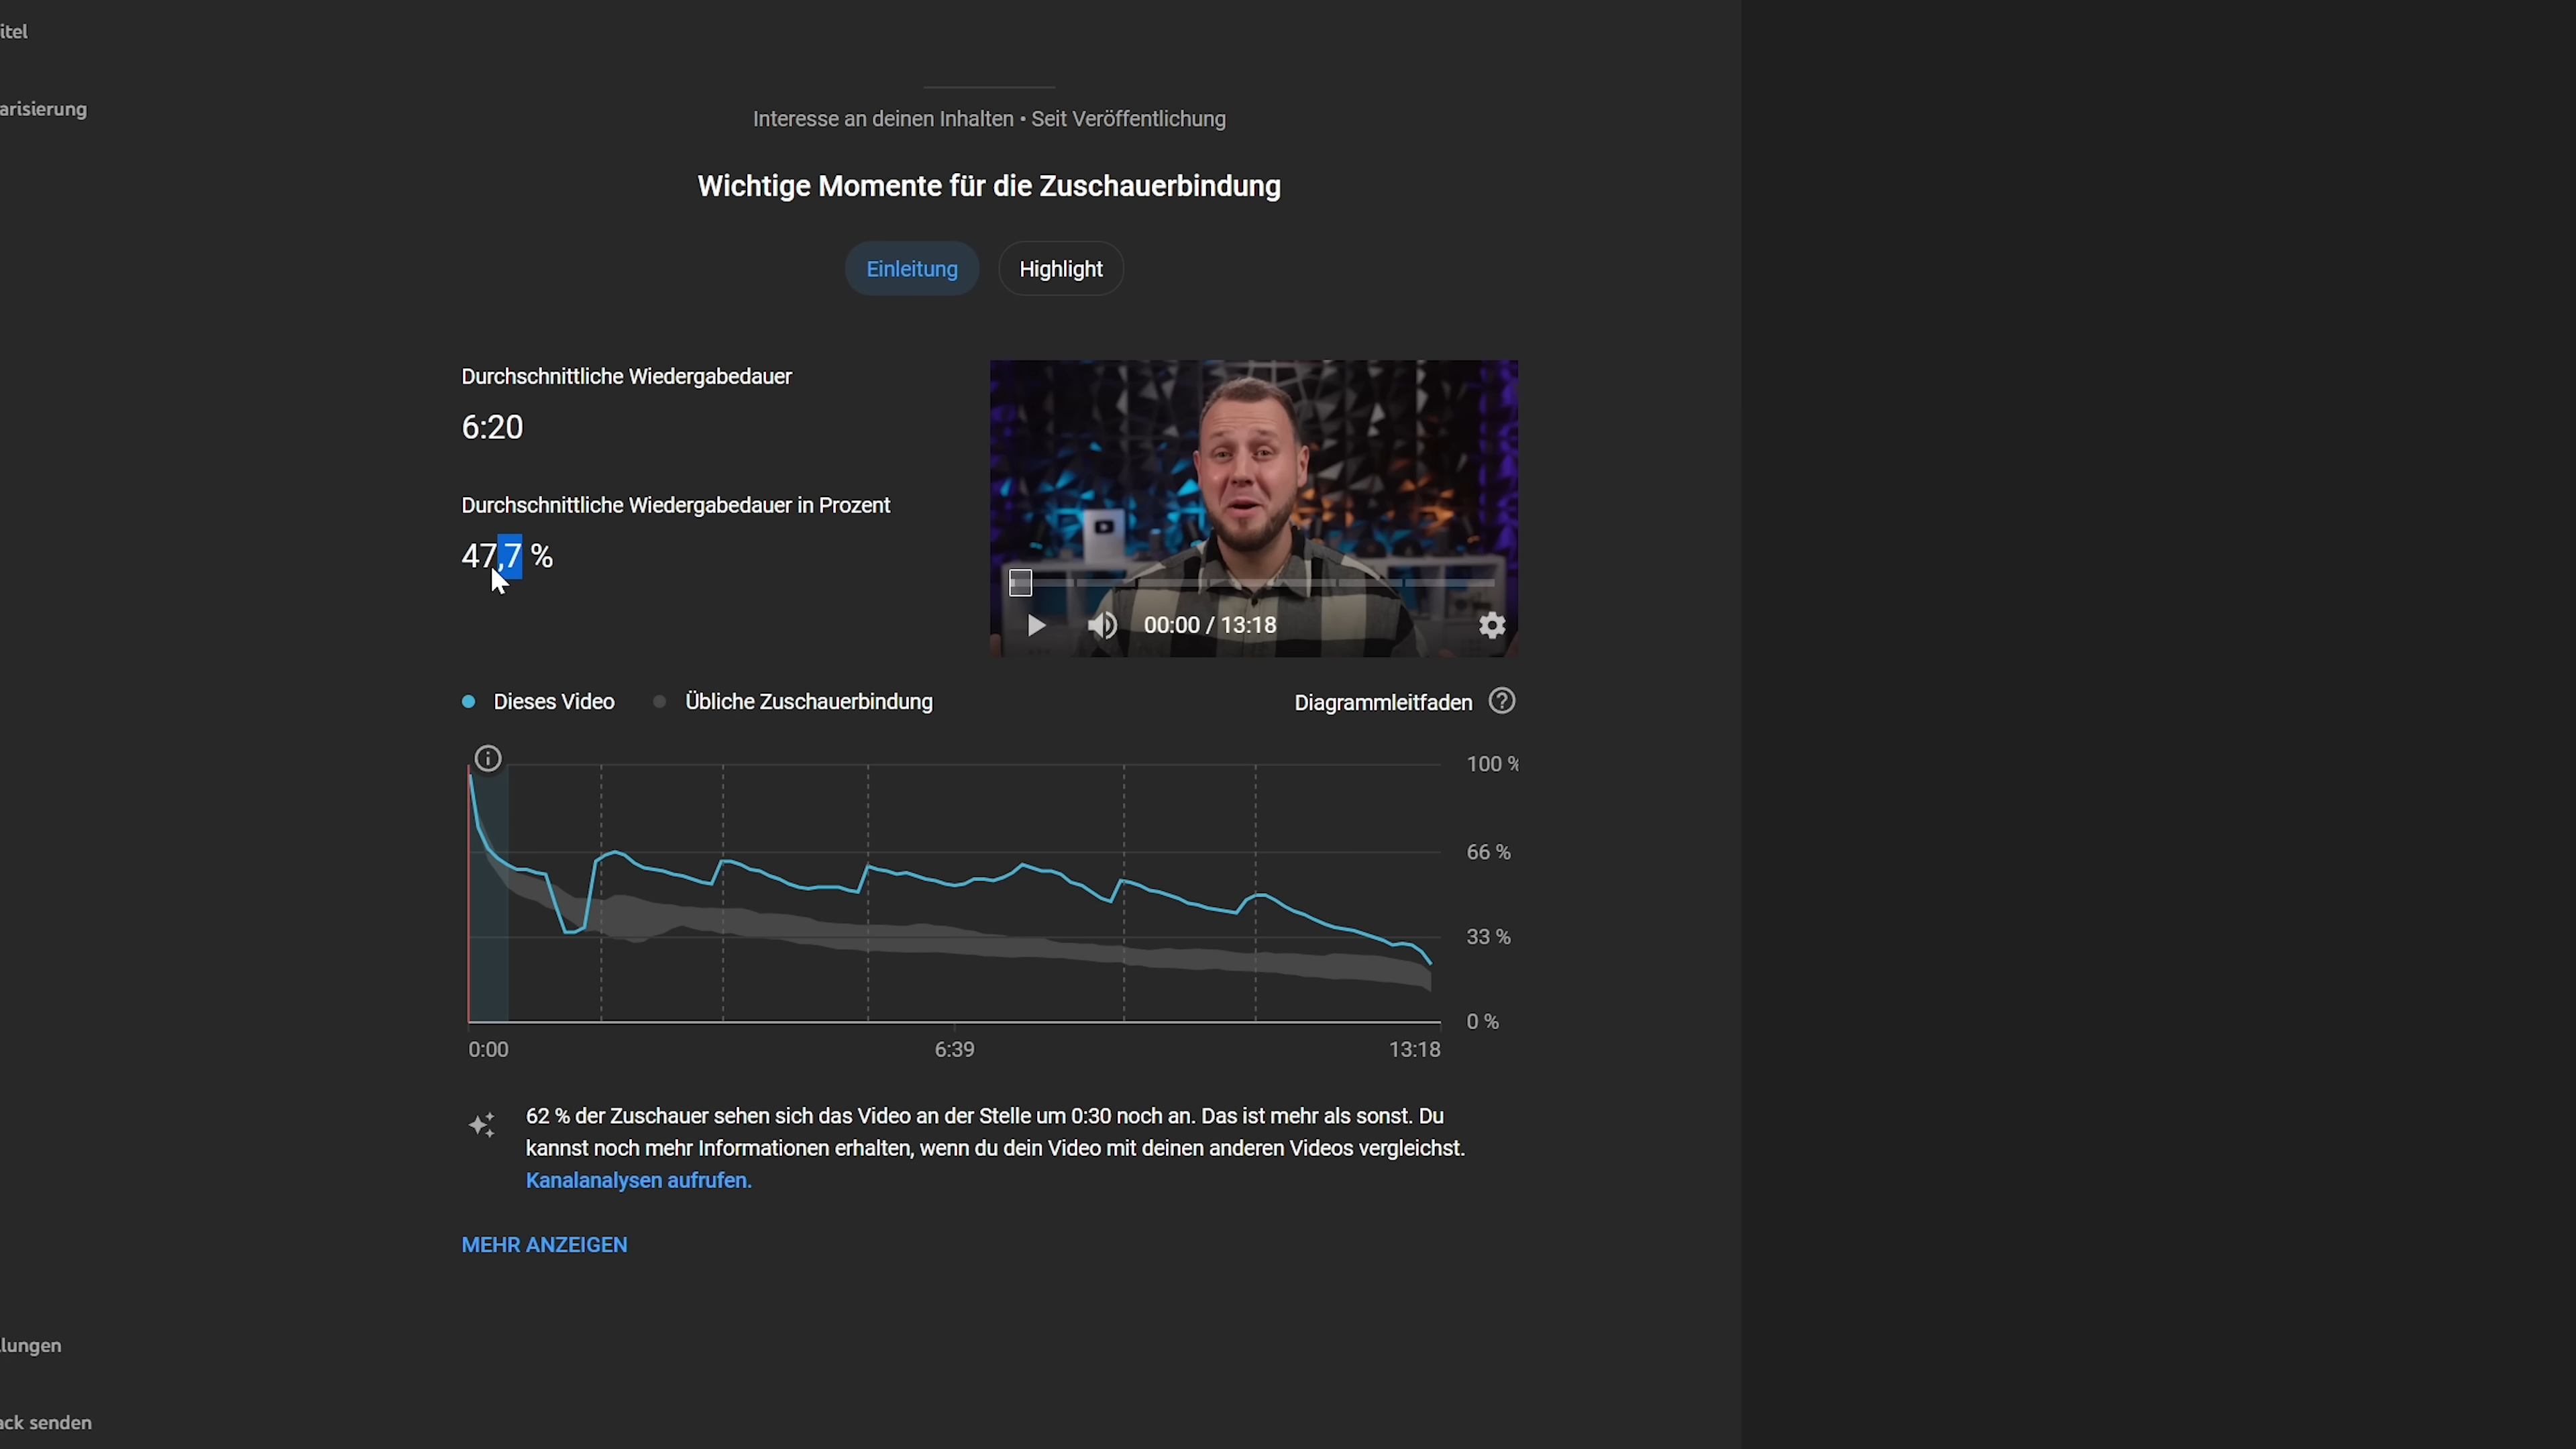 itel
arisierung
Interesse an deinen Inhalten • Seit Veröffentlichung
Wichtige Momente für die Zuschauerbindung
Einleitung
Highlight
Durchschnittliche Wiedergabedauer
6:20
Durchschnittliche Wiedergabedauer in Prozent
47,7 %
00:00 / 13:18
Dieses Video
Übliche Zuschauerbindung
Diagrammleitfaden
100 %
66 %
33 %
0 %
0:00
6:39
13:18
62 % der Zuschauer sehen sich das Video an der Stelle um 0:30 noch an. Das ist mehr als sonst. Du
kannst noch mehr Informationen erhalten, wenn du dein Video mit deinen anderen Videos vergleichst.
Kanalanalysen aufrufen.
MEHR ANZEIGEN
llungen
ack senden